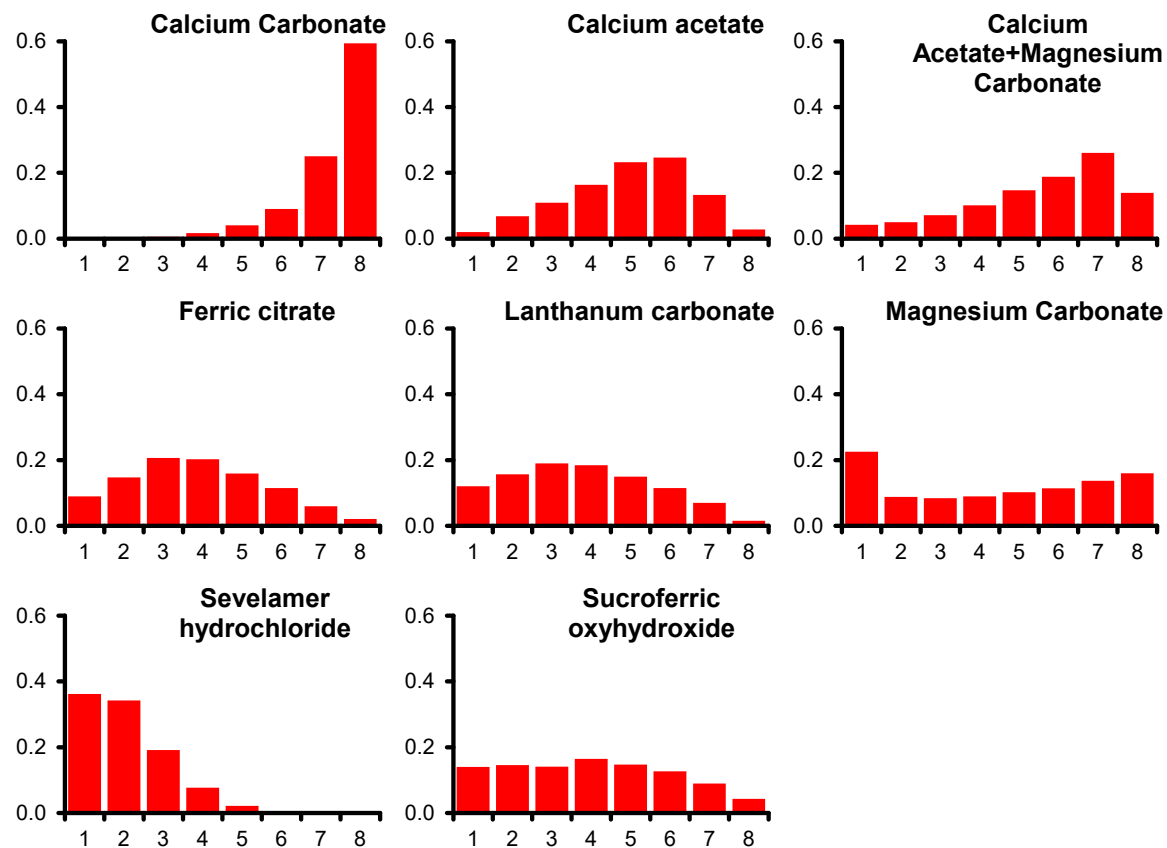 Calcium Carbonate
0.6
0.4
0.2
0.0
1 2 3 4 5 6 7 8
Calcium acetate
0.6
0.4
0.2
0.0
1 2 3 4 5 6 7 8
Calcium
Acetate+Magnesium
Carbonate
0.6
0.4
0.2
0.0
1 2 3 4 5 6 7 8
Ferric citrate
0.6
0.4
0.2
0.0
1 2 3 4 5 6 7 8
Lanthanum carbonate
0.6
0.4
0.2
0.0
1 2 3 4 5 6 7 8
Magnesium Carbonate
0.6
0.4
0.2
0.0
1 2 3 4 5 6 7 8
Sevelamer
hydrochloride
0.6
0.4
0.2
0.0
1 2 3 4 5 6 7 8
Sucroferric
oxyhydroxide
0.6
0.4
0.2
0.0
1 2 3 4 5 6 7 8